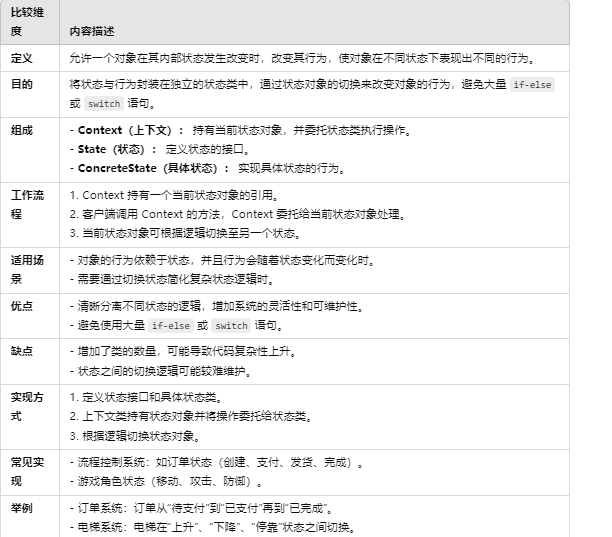 比较维
度
内容描述
定义
允许一个对象在其内部状态发生改变时，改变其行为，使对象在不同状态下表现出不同的行为。
目的
将状态与行为封装在独立的状态类中，通过状态对象的切换来改变对象的行为，避免大量 if-else
或 switch 语句。
组成
- Context（上下文）： 持有当前状态对象，并委托状态类执行操作。
- State（状态）： 定义状态的接口。
- ConcreteState（具体状态）： 实现具体状态的行为。
工作流
程
1. Context 持有一个当前状态对象的引用。
2. 客户端调用 Context 的方法，Context 委托给当前状态对象处理。
3. 当前状态对象可根据逻辑切换至另一个状态。
适用场
景
- 对象的行为依赖于状态，并且行为会随着状态变化而变化时。
- 需要通过切换状态简化复杂状态逻辑时。
优点
- 清晰分离不同状态的逻辑，增加系统的灵活性和可维护性。
- 避免使用大量 if-else 或 switch 语句。
缺点
- 增加了类的数量，可能导致代码复杂性上升。
- 状态之间的切换逻辑可能较难维护。
实现方
式
1. 定义状态接口和具体状态类。
2. 上下文类持有状态对象并将操作委托给状态类。
3. 根据逻辑切换状态对象。
常见实
现
- 流程控制系统：如订单状态（创建、支付、发货、完成）。
- 游戏角色状态（移动、攻击、防御）。
举例
- 订单系统：订单从“待支付”到“已支付”再到“已完成”。
- 电梯系统：电梯在“上升”、“下降”、“停靠”状态之间切换。